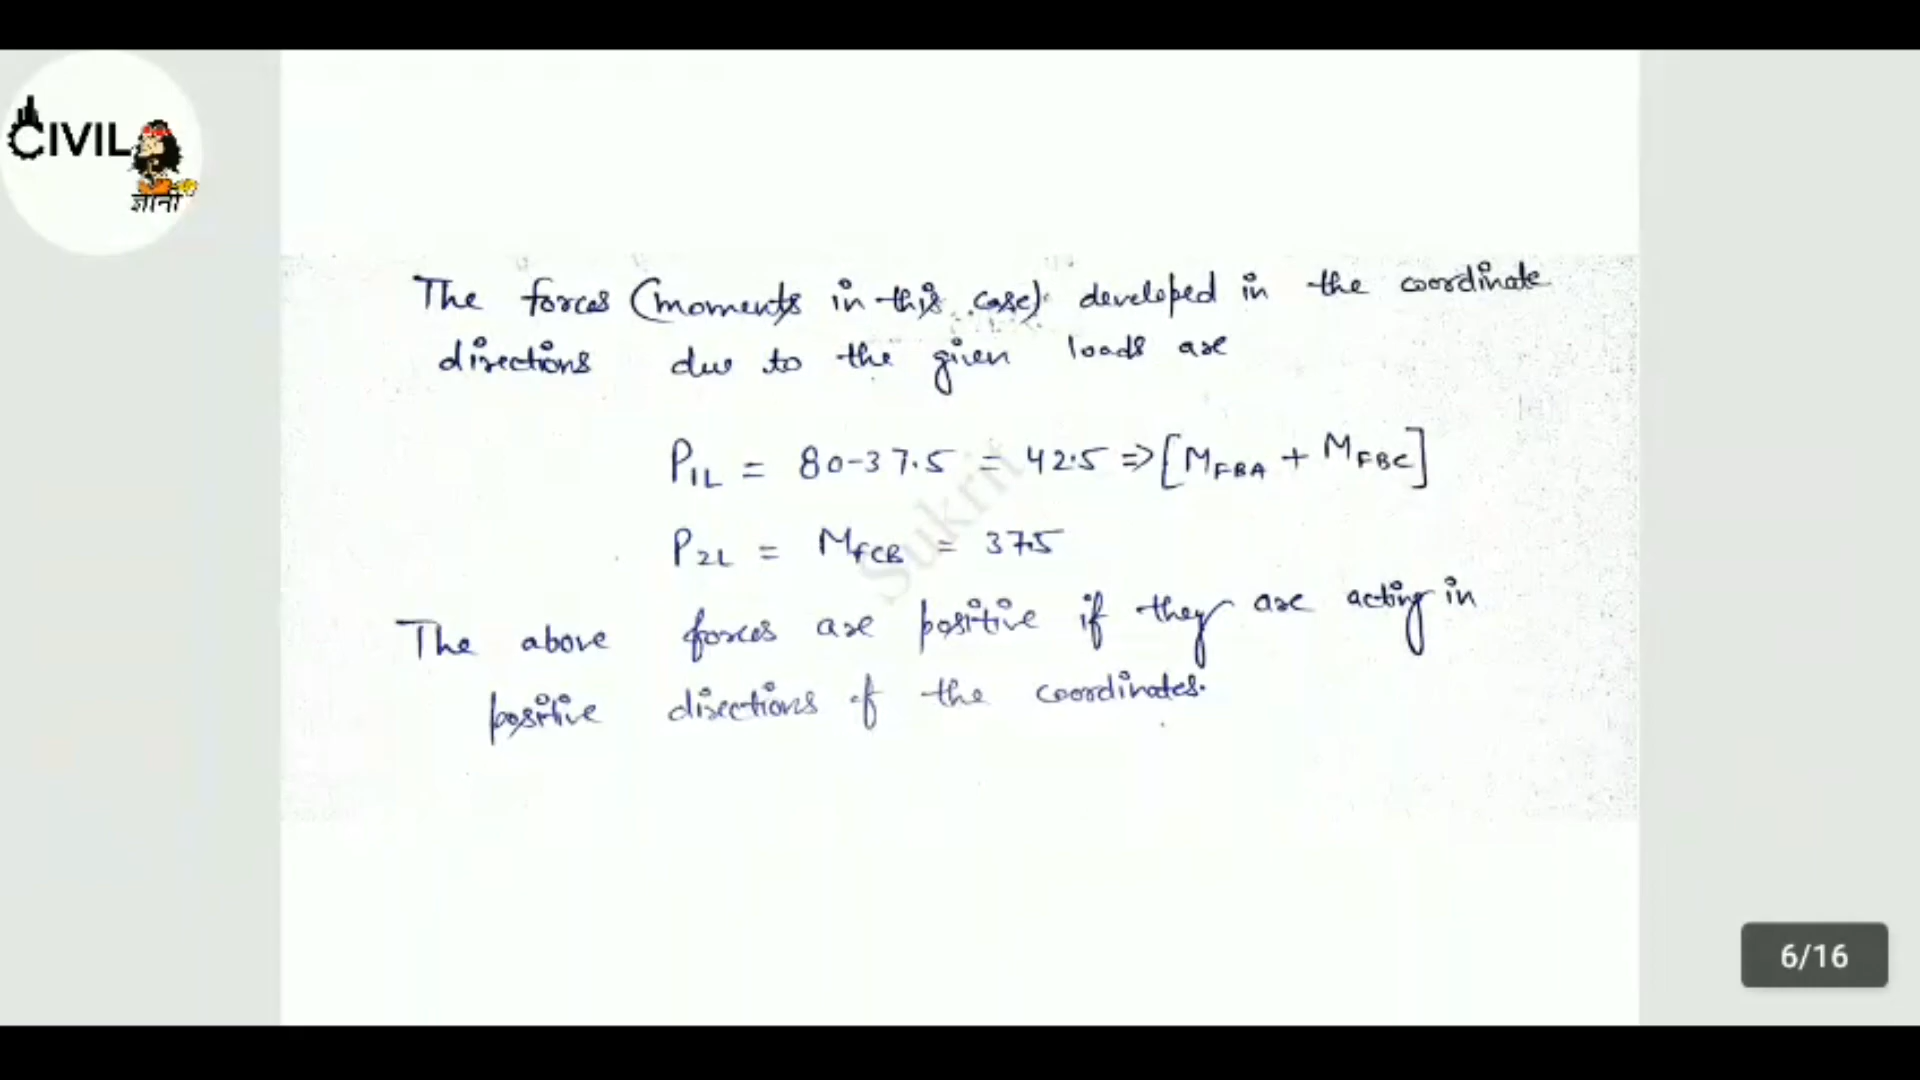 CIVIL
ज्ञानी
The forces (moments in this case) developed in the coordinate
directions due to the given loads are
P1L = 80-37.5 = 42.5 => [MFBA + MFBC]
P2L = MFCB = 37.5
The above forces are positive if they are acting in
positive directions of the coordinates.
Sukrit
6/16